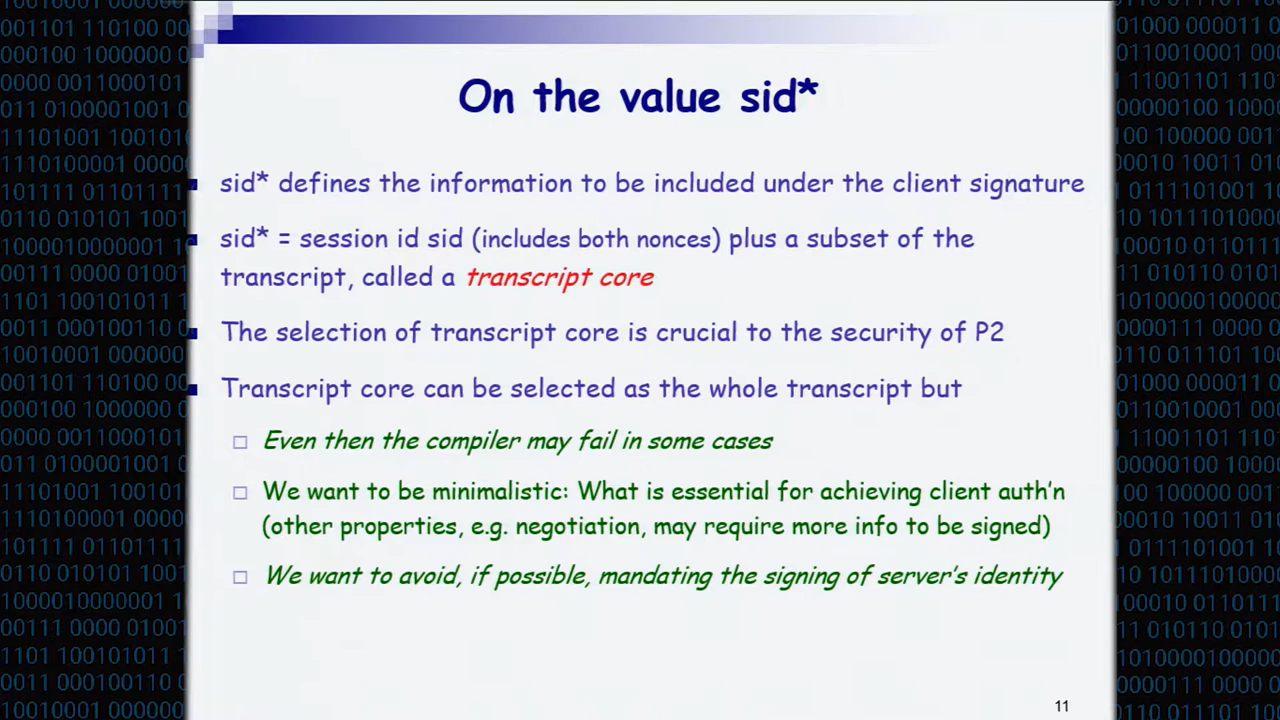 On the value sid*
sid* defines the information to be included under the client signature
sid* = session id sid (includes both nonces) plus a subset of the
transcript, called a transcript core
The selection of transcript core is crucial to the security of P2
Transcript core can be selected as the whole transcript but
Even then the compiler may fail in some cases
We want to be minimalistic: What is essential for achieving client auth'n
(other properties, e.g. negotiation, may require more info to be signed)
We want to avoid, if possible, mandating the signing of server's identity
11